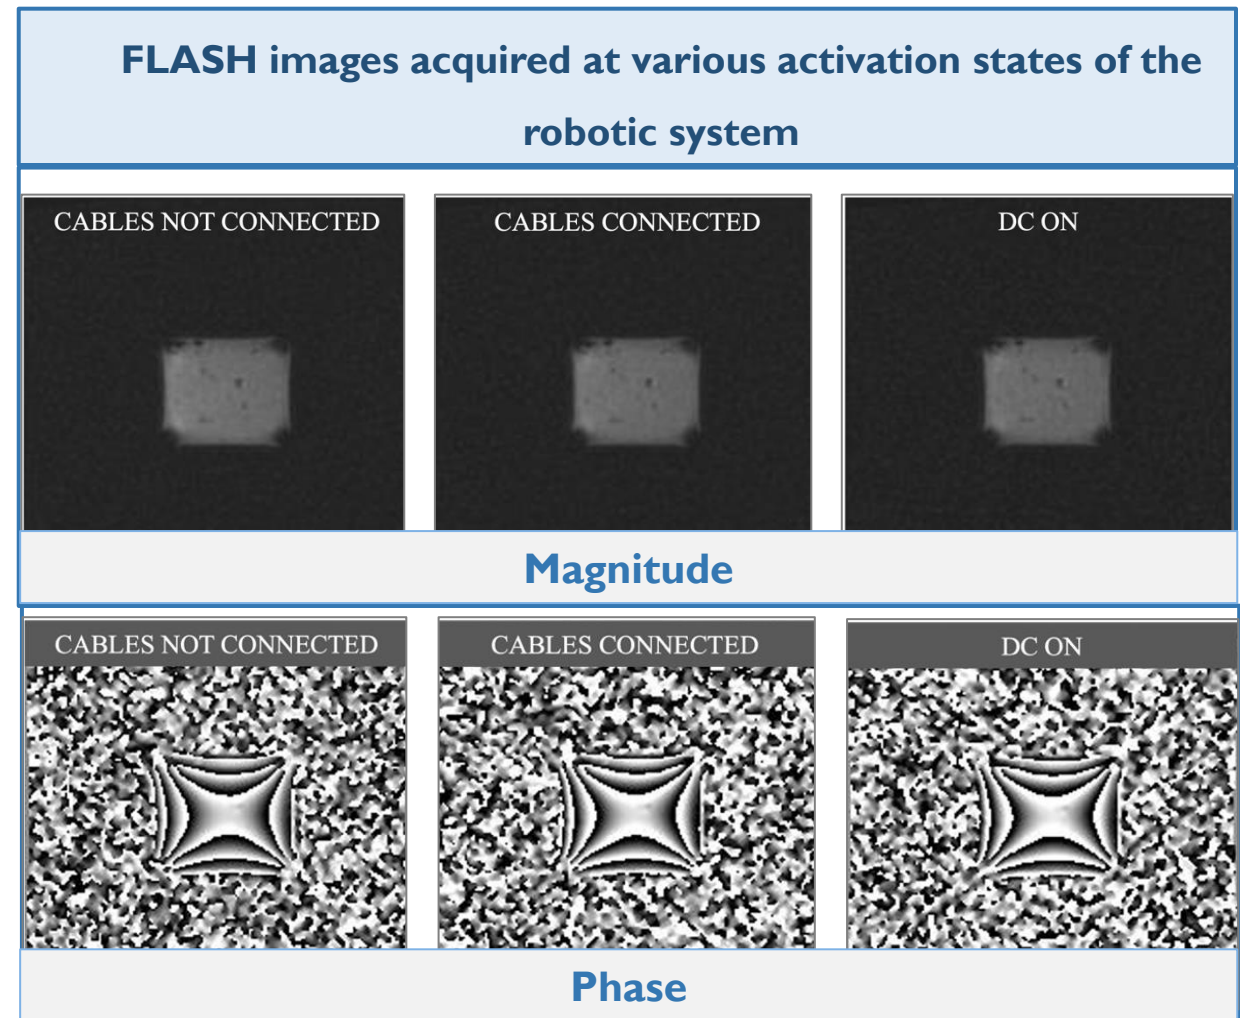 FLASH images acquired at various activation states of the
robotic system
CABLES NOT CONNECTED
CABLES CONNECTED
DC ON
Magnitude
CABLES NOT CONNECTED
CABLES CONNECTED
DC ON
Phase